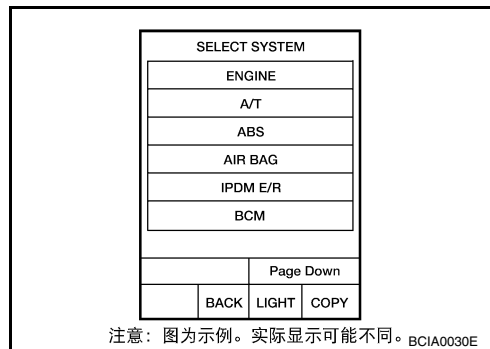 SELECT SYSTEM
ENGINE
A/T
ABS
AIR BAG
IPDM E/R
BCM
Page Down
BACK LIGHT COPY
注意：图为示例。实际显示可能不同。 BCIA0030E